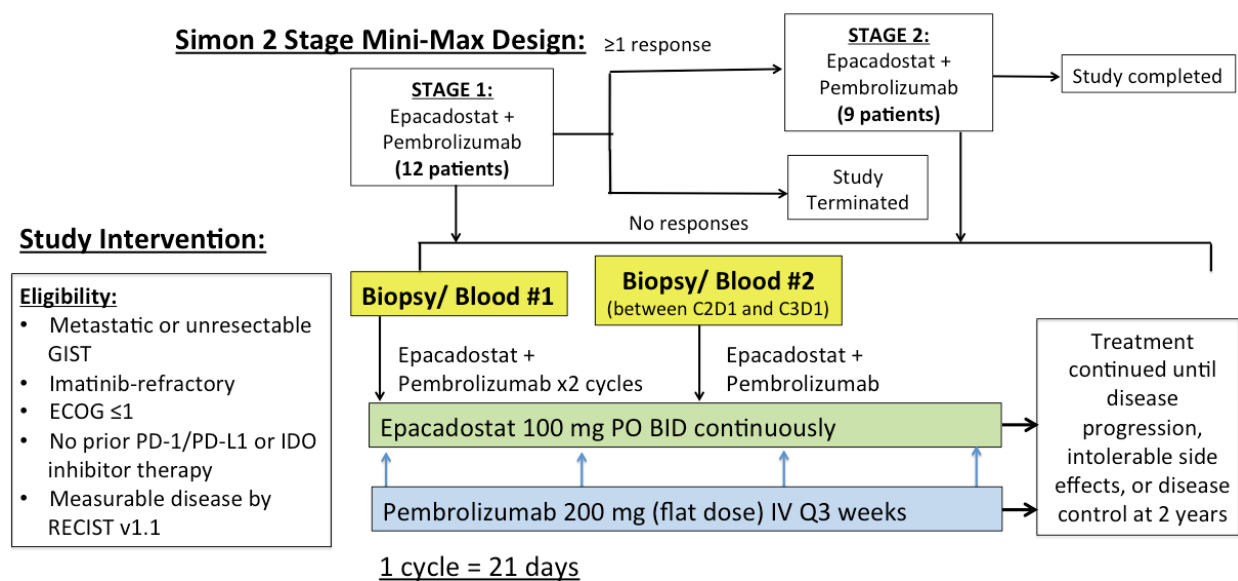 Simon 2 Stage Mini-Max Design:
≥1 response
STAGE 1:
Epacadostat +
Pembrolizumab
(12 patients)
STAGE 2:
Epacadostat +
Pembrolizumab
(9 patients)
Study completed
Study
Terminated
No responses
Study Intervention:
Eligibility:
• Metastatic or unresectable
GIST
• Imatinib-refractory
• ECOG ≤1
• No prior PD-1/PD-L1 or IDO
inhibitor therapy
• Measurable disease by
RECIST v1.1
Biopsy/ Blood #1
Biopsy/ Blood #2
(between C2D1 and C3D1)
Epacadostat +
Pembrolizumab x2 cycles
Epacadostat +
Pembrolizumab
Epacadostat 100 mg PO BID continuously
Pembrolizumab 200 mg (flat dose) IV Q3 weeks
1 cycle = 21 days
Treatment
continued until
disease
progression,
intolerable side
effects, or disease
control at 2 years